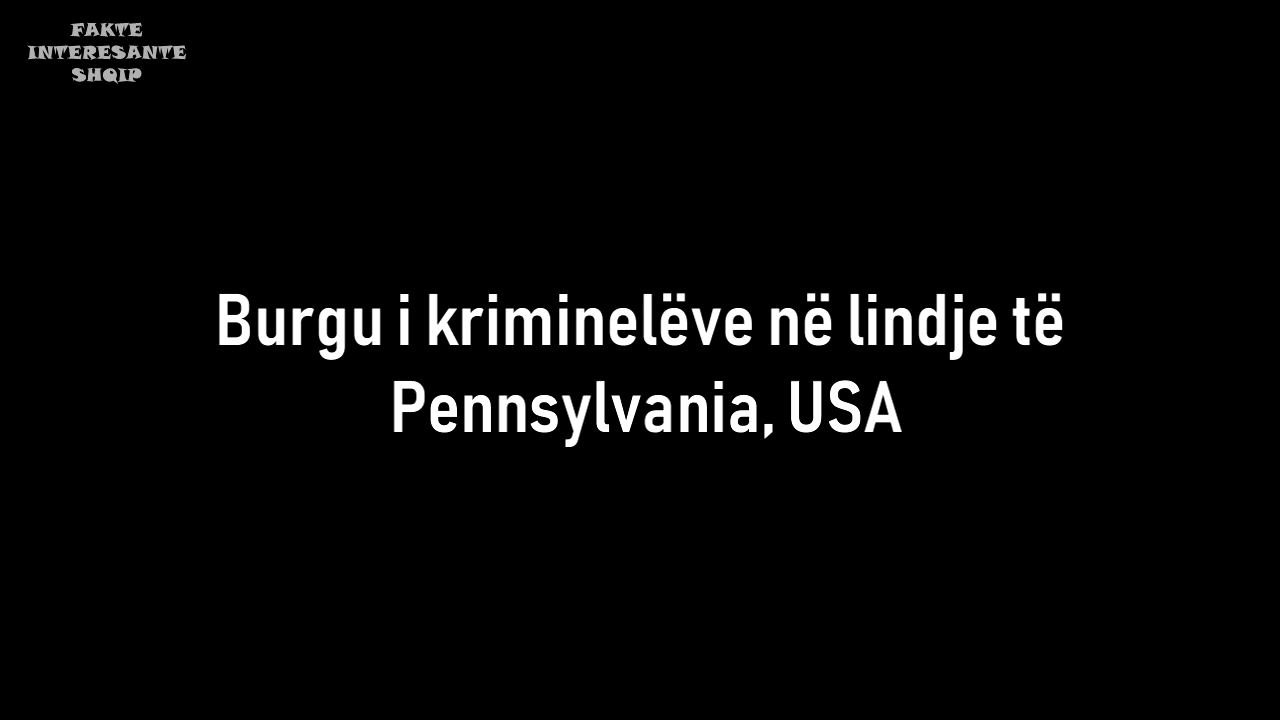 FAKTE
INTERESANTE
SHQIP
Burgu i kriminelëve në lindje të
Pennsylvania, USA